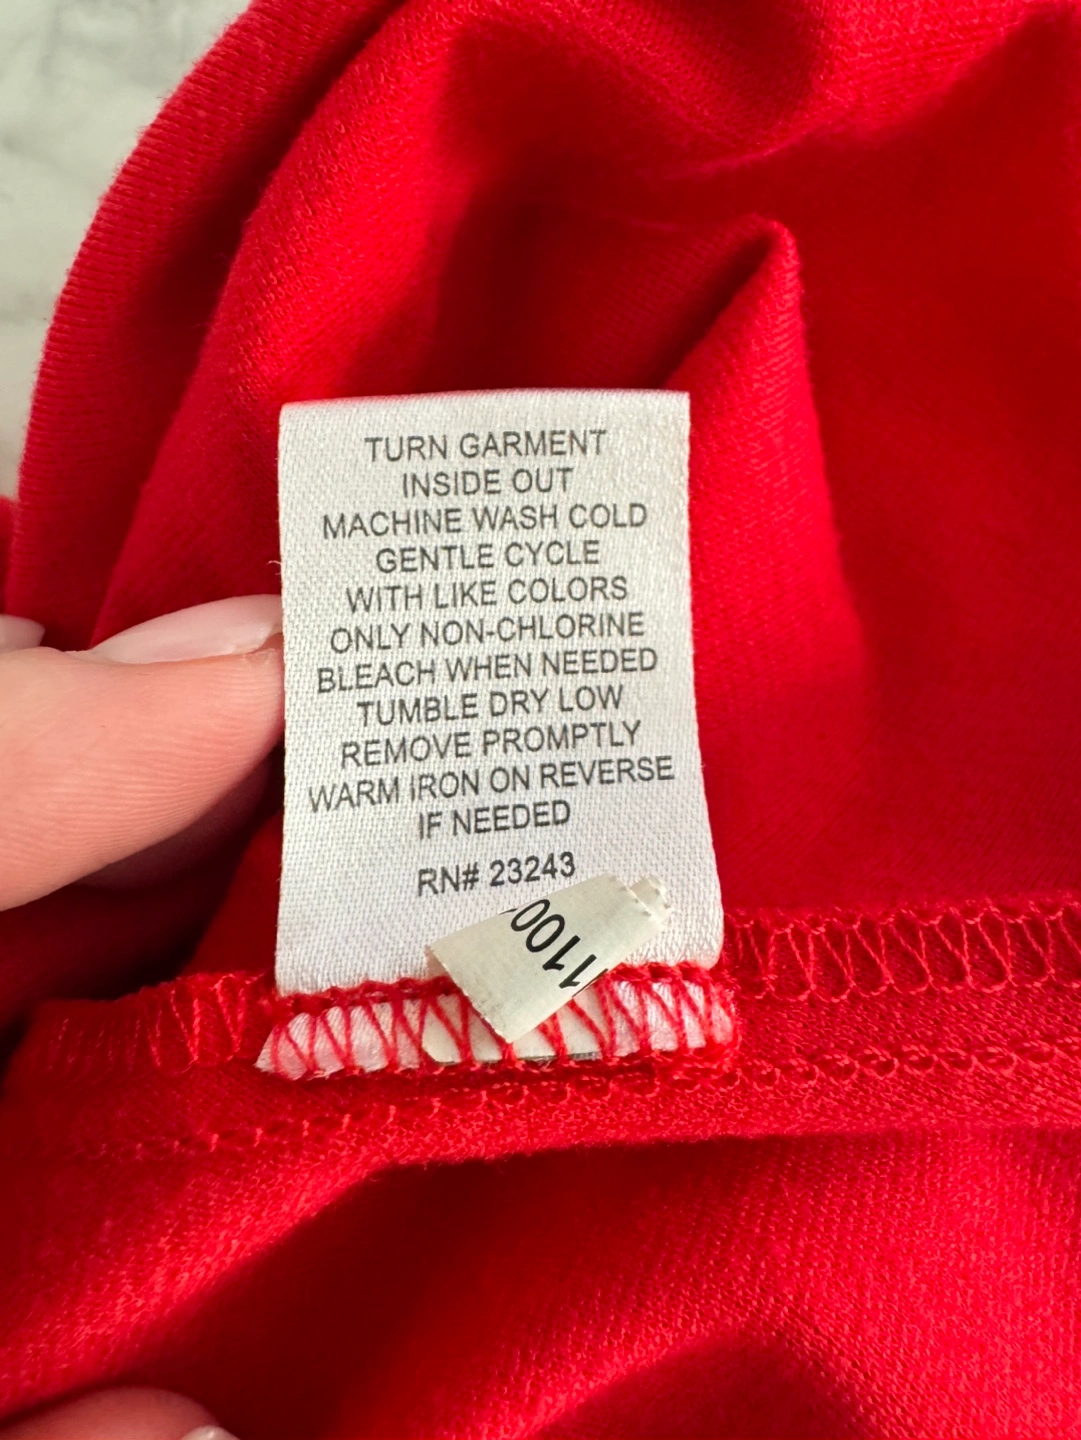 TURN GARMENT
INSIDE OUT
MACHINE WASH COLD
GENTLE CYCLE
WITH LIKE COLORS
ONLY NON-CHLORINE
BLEACH WHEN NEEDED
TUMBLE DRY LOW
REMOVE PROMPTLY
WARM IRON ON REVERSE
IF NEEDED
RN# 23243